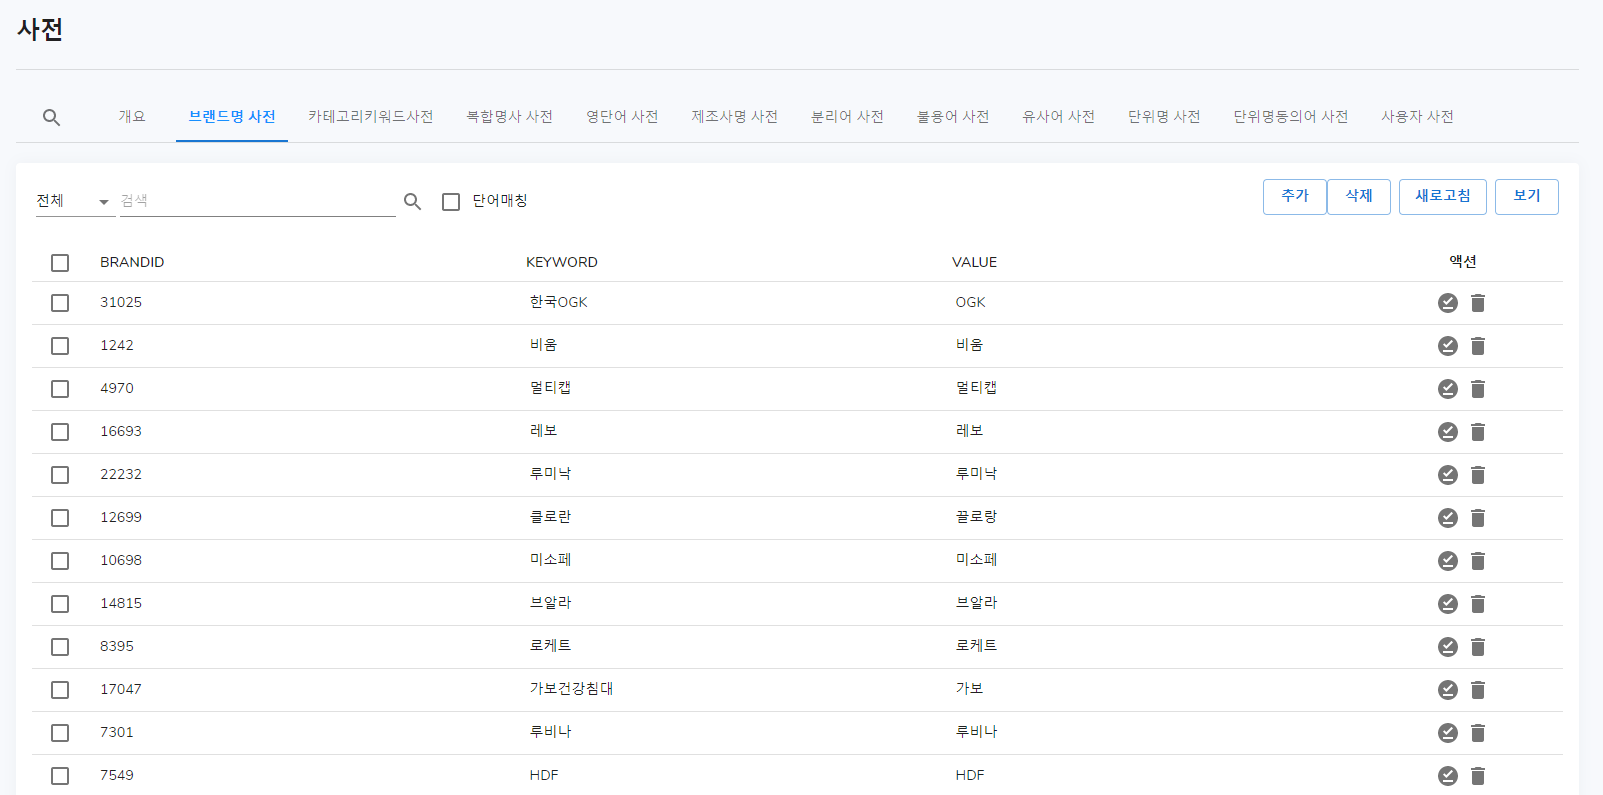 사전
개요 브랜드명 사전 카테고리키워드사전 복합명사 사전 영단어 사전 제조사명 사전 분리어 사전 불용어 사전 유사어 사전 단위명 사전 단위명동의어 사전 사용자 사전
전체 검색 단어매칭 추가 삭제 새로고침 보기
BRANDID KEYWORD VALUE 액션
31025 한국OGK OGK
1242 비움 비움
4970 멀티캡 멀티캡
16693 레보 레보
22232 루미낙 루미낙
12699 클로란 끌로랑
10698 미소페 미소페
14815 브알라 브알라
8395 로케트 로케트
17047 가보건강침대 가보
7301 루비나 루비나
7549 HDF HDF